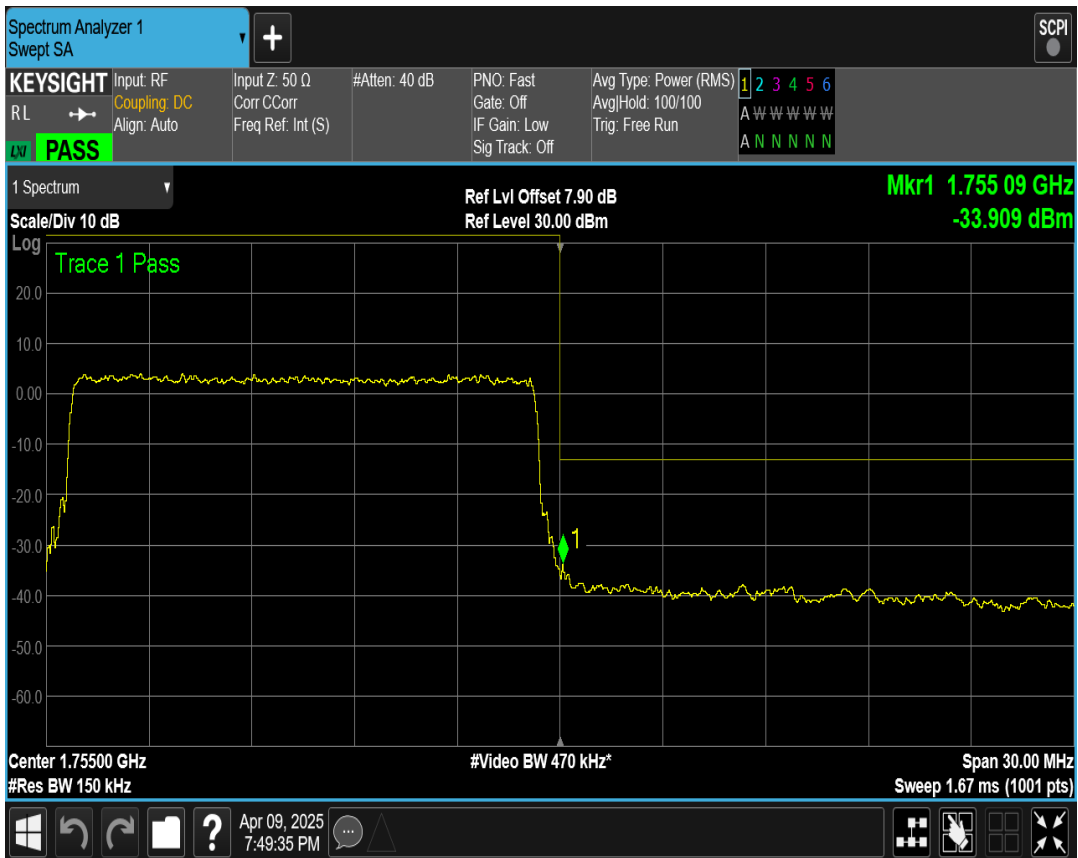 Spectrum Analyzer 1
Swept SA
+
SCPI
KEYSIGHT
RL
LXI PASS
Input: RF
Coupling: DC
Align: Auto
Input Z: 50 Ω
Corr CCorr
Freq Ref: Int (S)
#Atten: 40 dB
PNO: Fast
Gate: Off
IF Gain: Low
Sig Track: Off
Avg Type: Power (RMS)
Avg|Hold: 100/100
Trig: Free Run
1 2 3 4 5 6
A W W W W W
A N N N N N
1 Spectrum
Scale/Div 10 dB
Ref Lvl Offset 7.90 dB
Ref Level 30.00 dBm
Mkr1 1.755 09 GHz
-33.909 dBm
Log
Trace 1 Pass
20.0
10.0
0.00
-10.0
-20.0
-30.0
-40.0
-50.0
-60.0
1
Center 1.75500 GHz
#Res BW 150 kHz
#Video BW 470 kHz*
Span 30.00 MHz
Sweep 1.67 ms (1001 pts)
?
Apr 09, 2025
7:49:35 PM